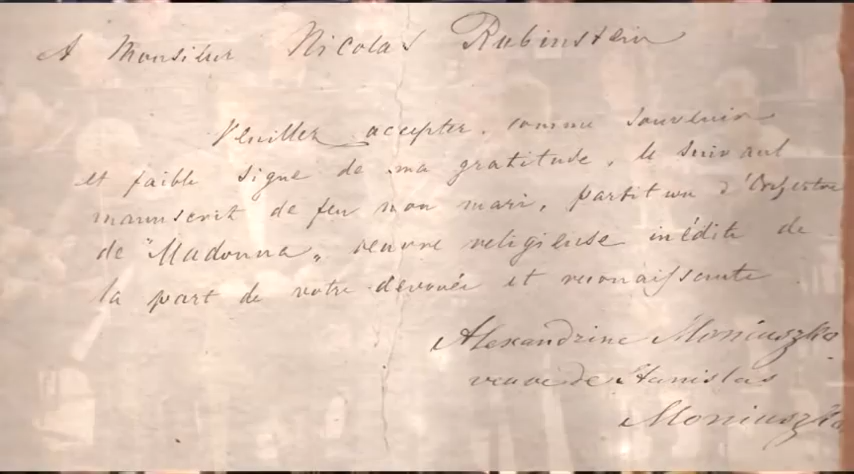 A Monsieur Nicolas Rubinstein
Veuillez accepter, comme souvenir
et faible signe de ma gratitude, le suivant
manuscrit de feu mon mari, partition d'Orchestre
de "Madonna„ oeuvre religieuse inédite de
la part de votre dévouée et reconaissante
Alexandrine Moniuszko
veuve de Stanislas
Moniuszko